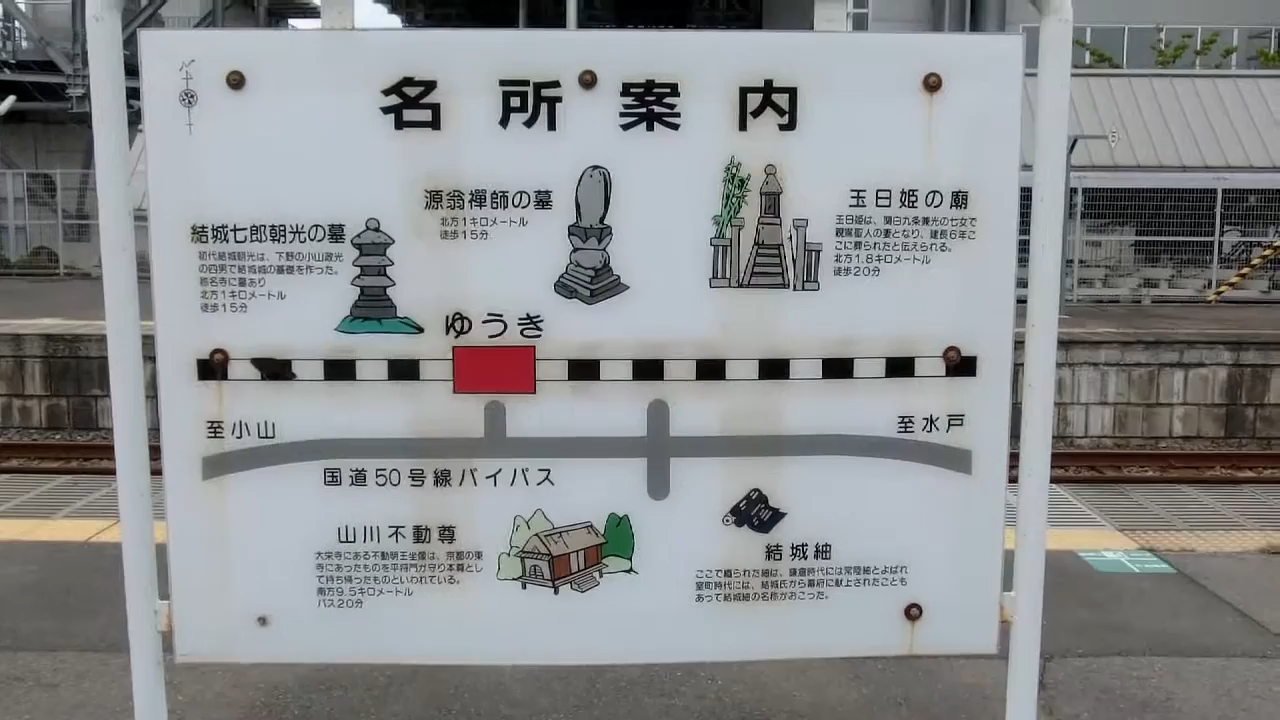 名所案内
結城七郎朝光の墓
初代結城朝光は、下野の小山政光
の四男で結城城の基礎を作った。
称名寺に墓あり
北方1キロメートル
徒歩15分
源翁禪師の墓
北方1キロメートル
徒歩15分
玉日姫の廟
玉日姫は、関白九条兼光の七女で
親鸞聖人の妻となり、建長6年こ
こに葬られたと伝えられる。
北方1.8キロメートル
徒歩20分
ゆうき
至小山
至水戸
国道50号線バイパス
山川不動尊
大栄寺にある不動明王坐像は、京都の東
寺にあったものを平将門が守り本尊とし
て持ち帰ったものといわれている。
南方9.5キロメートル
バス20分
結城紬
ここで織られた紬は、鎌倉時代には常陸紬とよばれ
室町時代には、結城氏から幕府に献上されたことも
あって結城紬の名称がおこった。
5